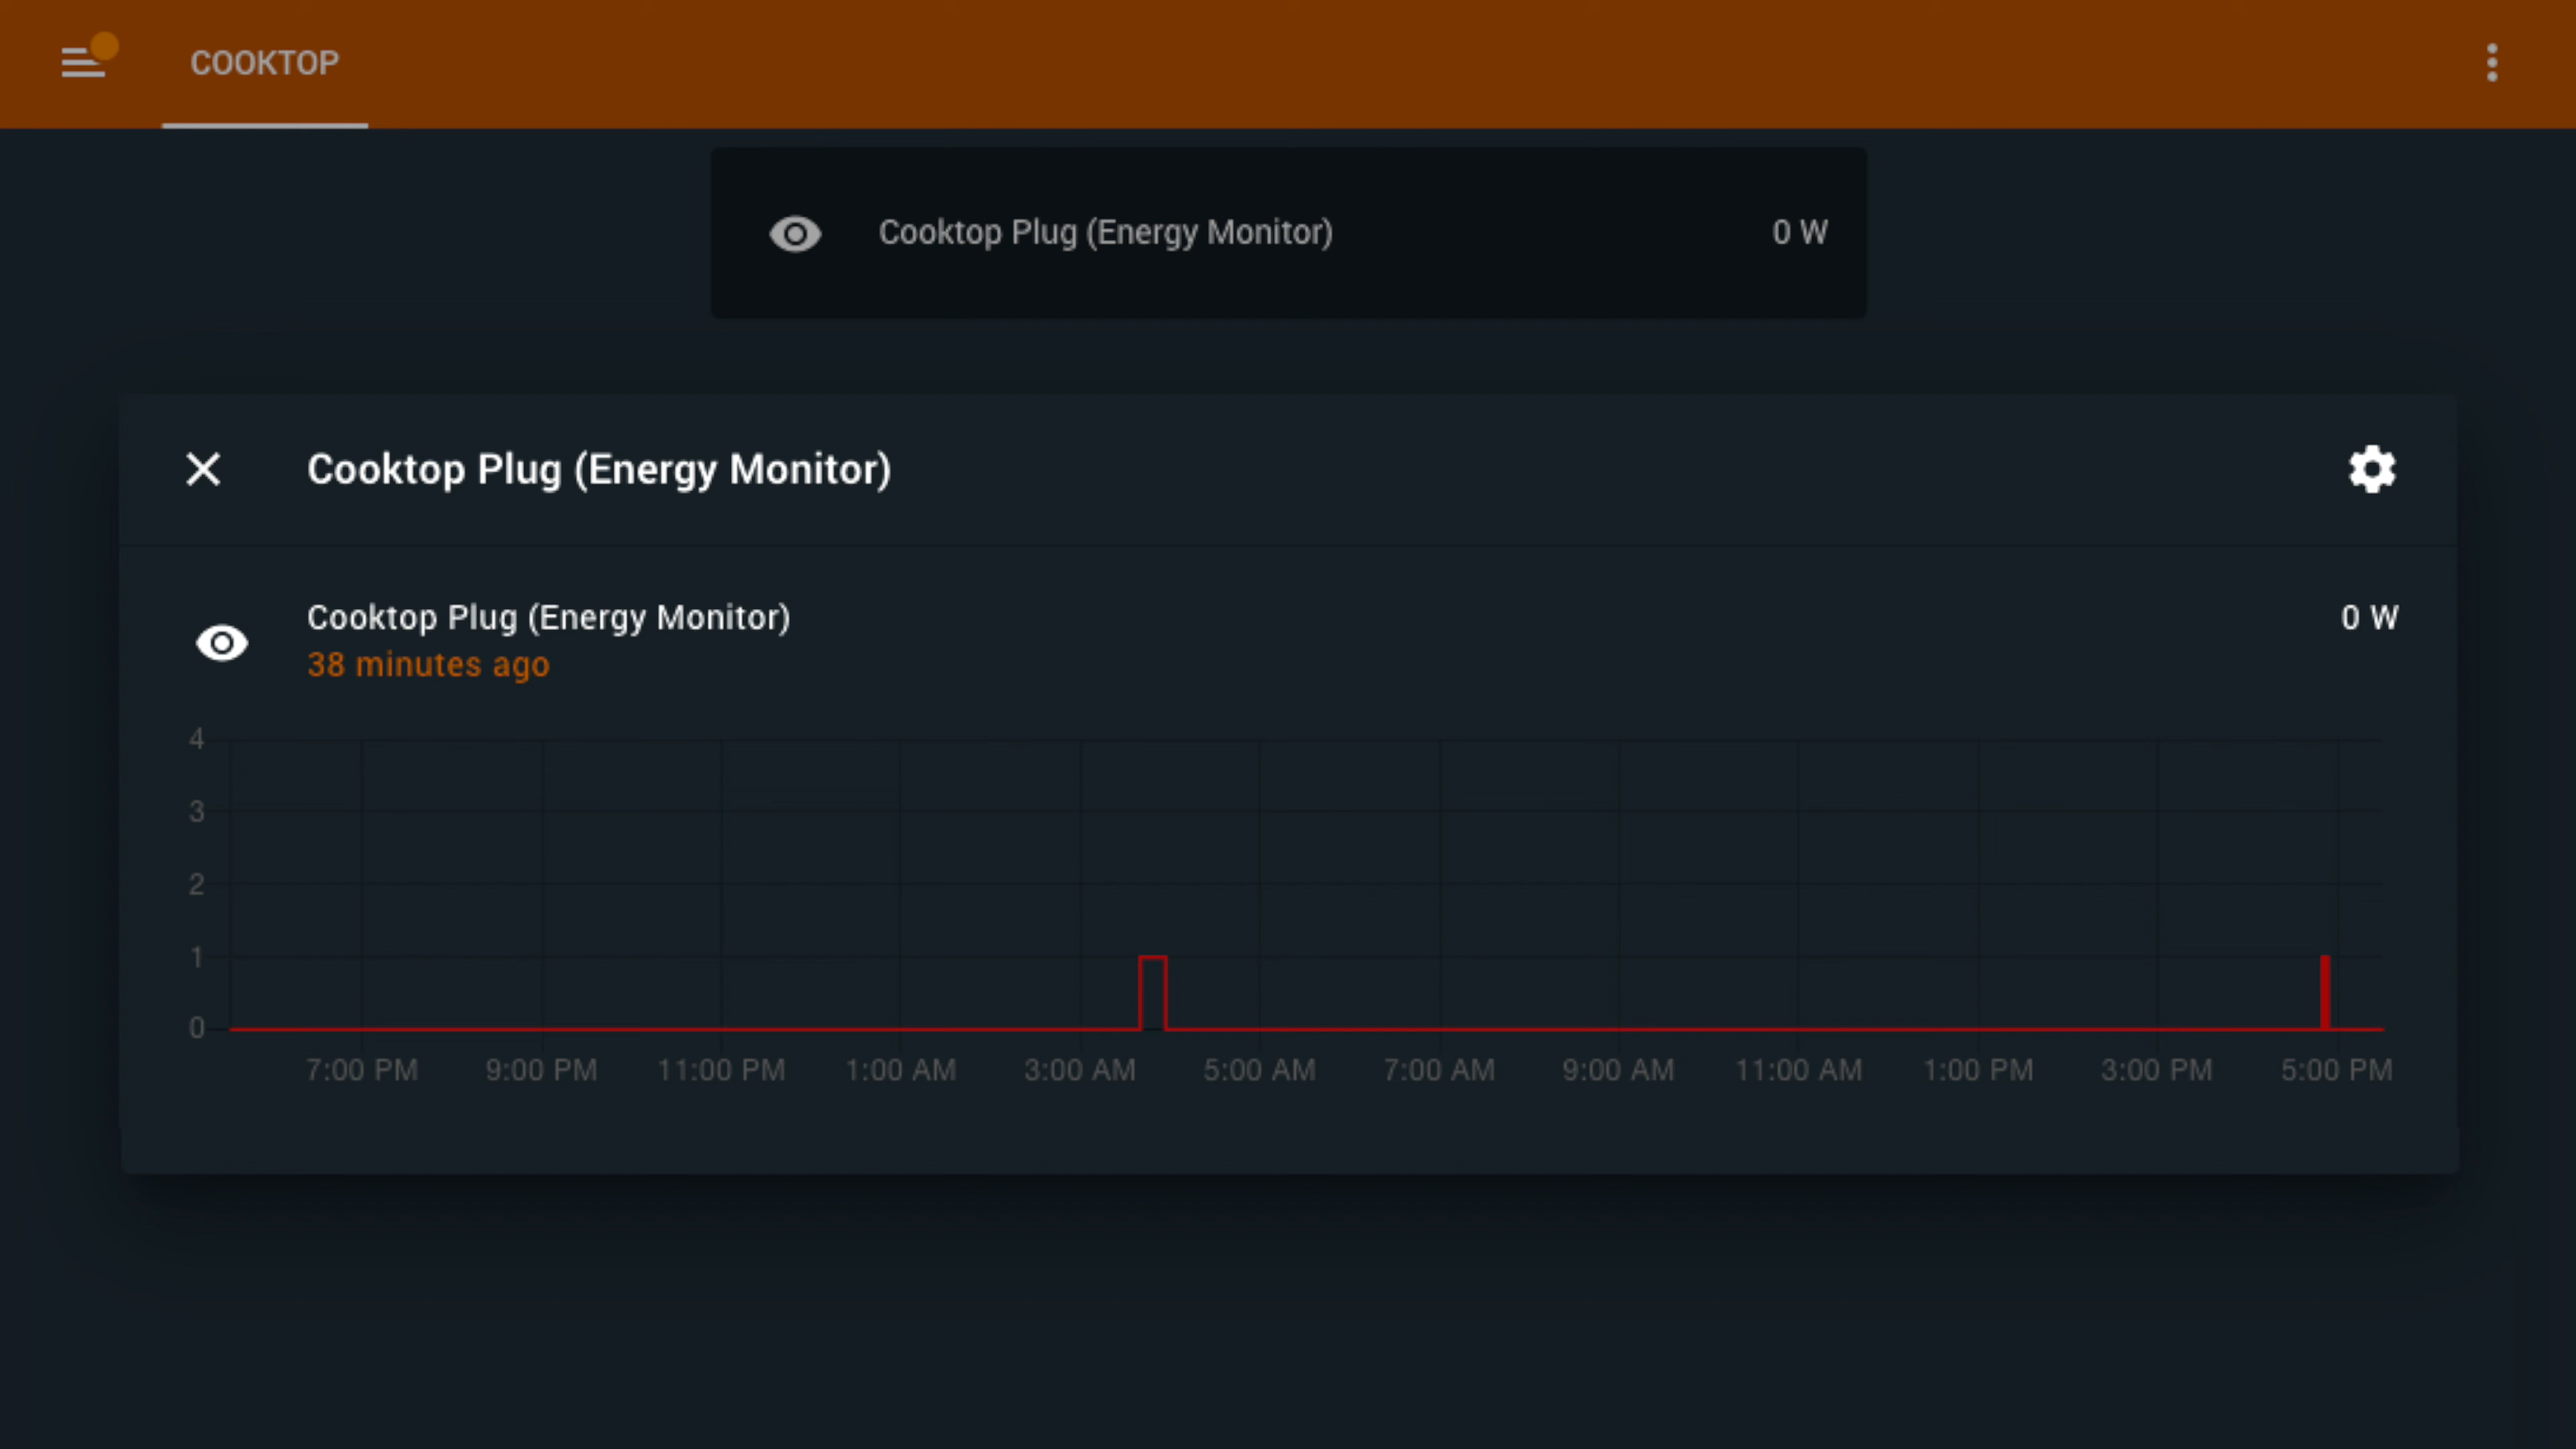 COOKTOP
Cooktop Plug (Energy Monitor) 0 W
Cooktop Plug (Energy Monitor)
Cooktop Plug (Energy Monitor) 0 W
38 minutes ago
4
3
2
1
0
7:00 PM 9:00 PM 11:00 PM 1:00 AM 3:00 AM 5:00 AM 7:00 AM 9:00 AM 11:00 AM 1:00 PM 3:00 PM 5:00 PM